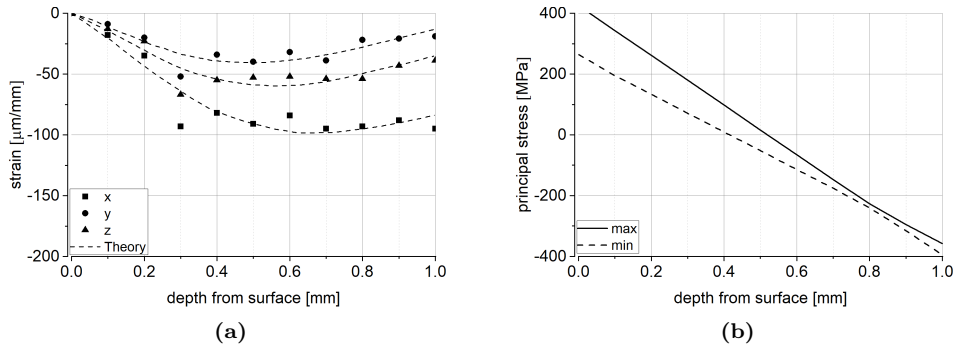 0
-50
-100
-150
-200
strain [μm/mm]
x
y
z
Theory
0.0 0.2 0.4 0.6 0.8 1.0
depth from surface [mm]
(a)
400
200
0
-200
-400
principal stress [MPa]
max
min
0.0 0.2 0.4 0.6 0.8 1.0
depth from surface [mm]
(b)